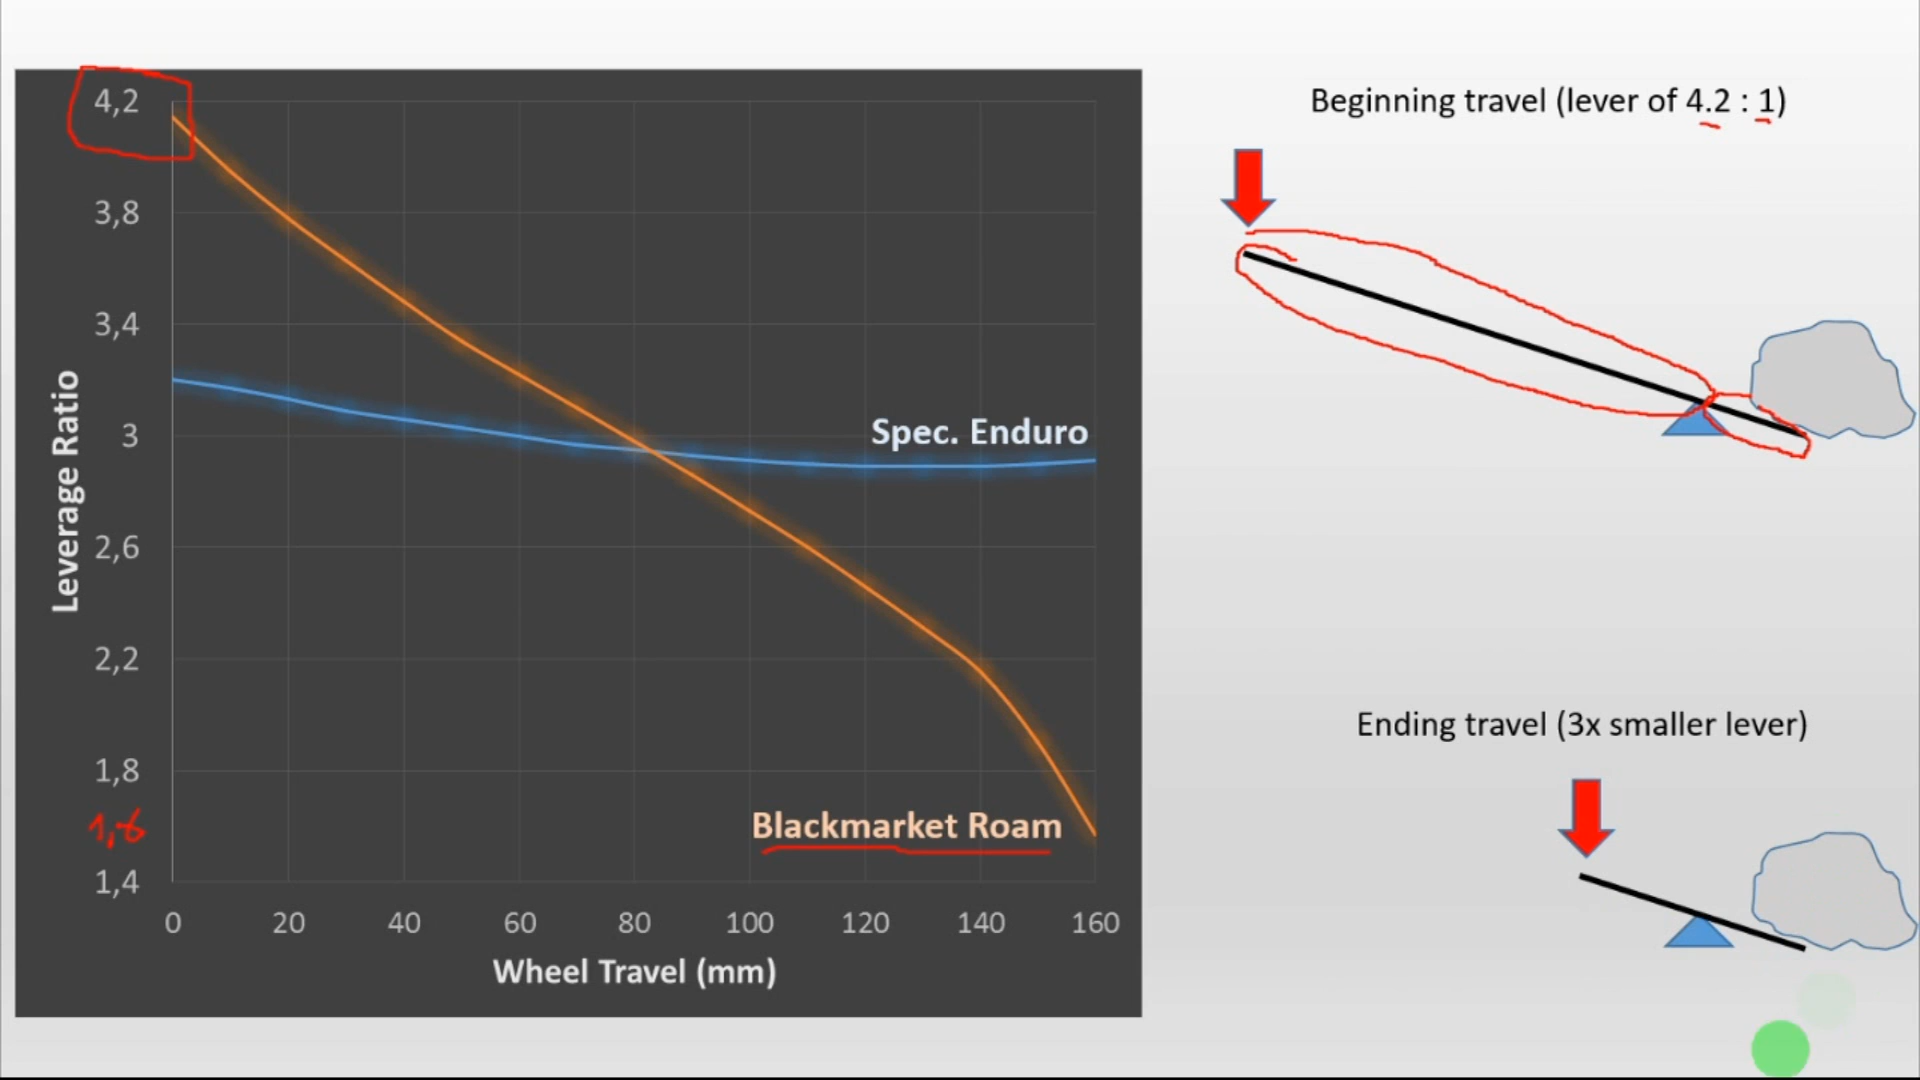 4,2
3,8
3,4
3
2,6
2,2
1,8
1,6
1,4
Leverage Ratio
Spec. Enduro
Blackmarket Roam
0 20 40 60 80 100 120 140 160
Wheel Travel (mm)
Beginning travel (lever of 4.2 : 1)
Ending travel (3x smaller lever)